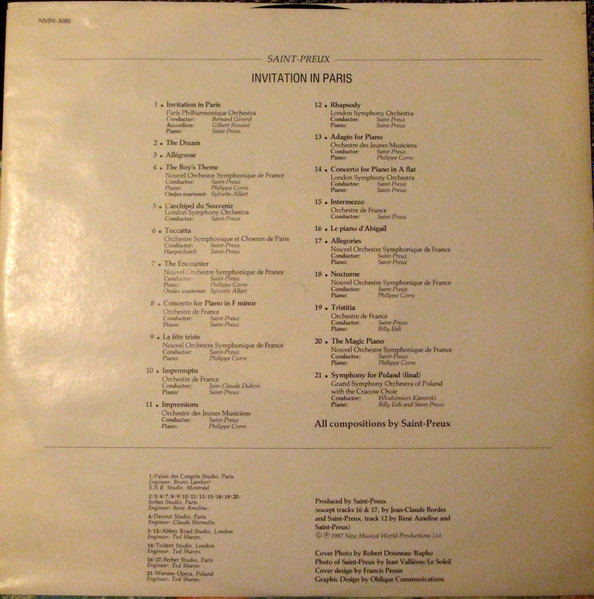 NMW-3080
SAINT-PREUX
INVITATION IN PARIS
1 • Invitation in Paris
Paris Philharmonique Orchestra
Conductor: Bernard Gérard
Accordion: Gilbert Roussel
Piano: Saint-Preux
2 • The Dream
3 • Allégresse
4 • The Boy's Theme
Nouvel Orchestre Symphonique de France
Conductor: Saint-Preux
Piano: Philippe Corre
Ondes martenot: Sylvette Allart
5 • L'archipel du Souvenir
London Symphony Orchestra
Conductor: Saint-Preux
6 • Toccatta
Orchestre Symphonique et Choeurs de Paris
Conductor: Saint-Preux
Harpsichord: Saint-Preux
7 • The Encounter
Nouvel Orchestre Symphonique de France
Conductor: Saint-Preux
Piano: Philippe Corre
Ondes martenot: Sylvette Allart
8 • Concerto for Piano in F minor
Orchestre de France
Conductor: Saint-Preux
Piano: Saint-Preux
9 • La fête triste
Nouvel Orchestre Symphonique de France
Conductor: Saint-Preux
Piano: Philippe Corre
10 • Impromptu
Orchestre de France
Conductor: Jean-Claude Dubois
Piano: Saint-Preux
11 • Impressions
Orchestre des Jeunes Musiciens
Conductor: Saint-Preux
Piano: Philippe Corre
12 • Rhapsody
London Symphony Orchestra
Conductor: Saint-Preux
Piano: Saint-Preux
13 • Adagio for Piano
Orchestre des Jeunes Musiciens
Conductor: Saint-Preux
Piano: Philippe Corre
14 • Concerto for Piano in A flat
London Symphony Orchestra
Conductor: Saint-Preux
Piano: Saint-Preux
15 • Intermezzo
Orchestre de France
Conductor: Saint-Preux
16 • Le piano d'Abigaïl
17 • Allegories
Nouvel Orchestre Symphonique de France
Conductor: Saint-Preux
Piano: Saint-Preux
18 • Nocturne
Nouvel Orchestre Symphonique de France
Conductor: Saint-Preux
Piano: Philippe Corre
19 • Tristitia
Orchestre de France
Conductor: Saint-Preux
Piano: Billy Eidi
20 • The Magic Piano
Nouvel Orchestre Symphonique de France
Conductor: Saint-Preux
Piano: Philippe Corre
21 • Symphony for Poland (final)
Grand Symphony Orchestra of Poland
with the Cracow Choir
Conductor: Wlodzimierz Kamirski
Piano: Billy Eidi and Saint-Preux
All compositions by Saint-Preux
1/Palais des Congrès Studio, Paris
Engineer: Bruno Lambert
S.N.B. Studio, Montréal
2/3/4/7/8/9/10/11/13/15/18/19/20:
Ferber Studio, Paris
Engineer: René Ameline
6/Davout Studio, Paris
Engineer: Claude Hermelin.
5/12/Abbey Road Studio, London
Engineer: Ted Sharps.
14/Trident Studio, London
Engineer: Ted Sharps.
16/17/Ferber Studio, Paris
Engineer: Ted Sharps
21/Warsaw Opera, Poland
Engineer: Ted Sharps.
Produced by Saint-Preux
(except tracks 16 & 17, by Jean-Claude Bordes
and Saint-Preux, track 12 by René Ameline and
Saint-Preux)
© ℗ 1987 New Musical World Productions Ltd.
Cover Photo by Robert Doisneau/Rapho
Photo of Saint-Preux by Jean Vallières/Le Soleil
Cover design by Francis Pessin
Graphic Design by Oblique Communications